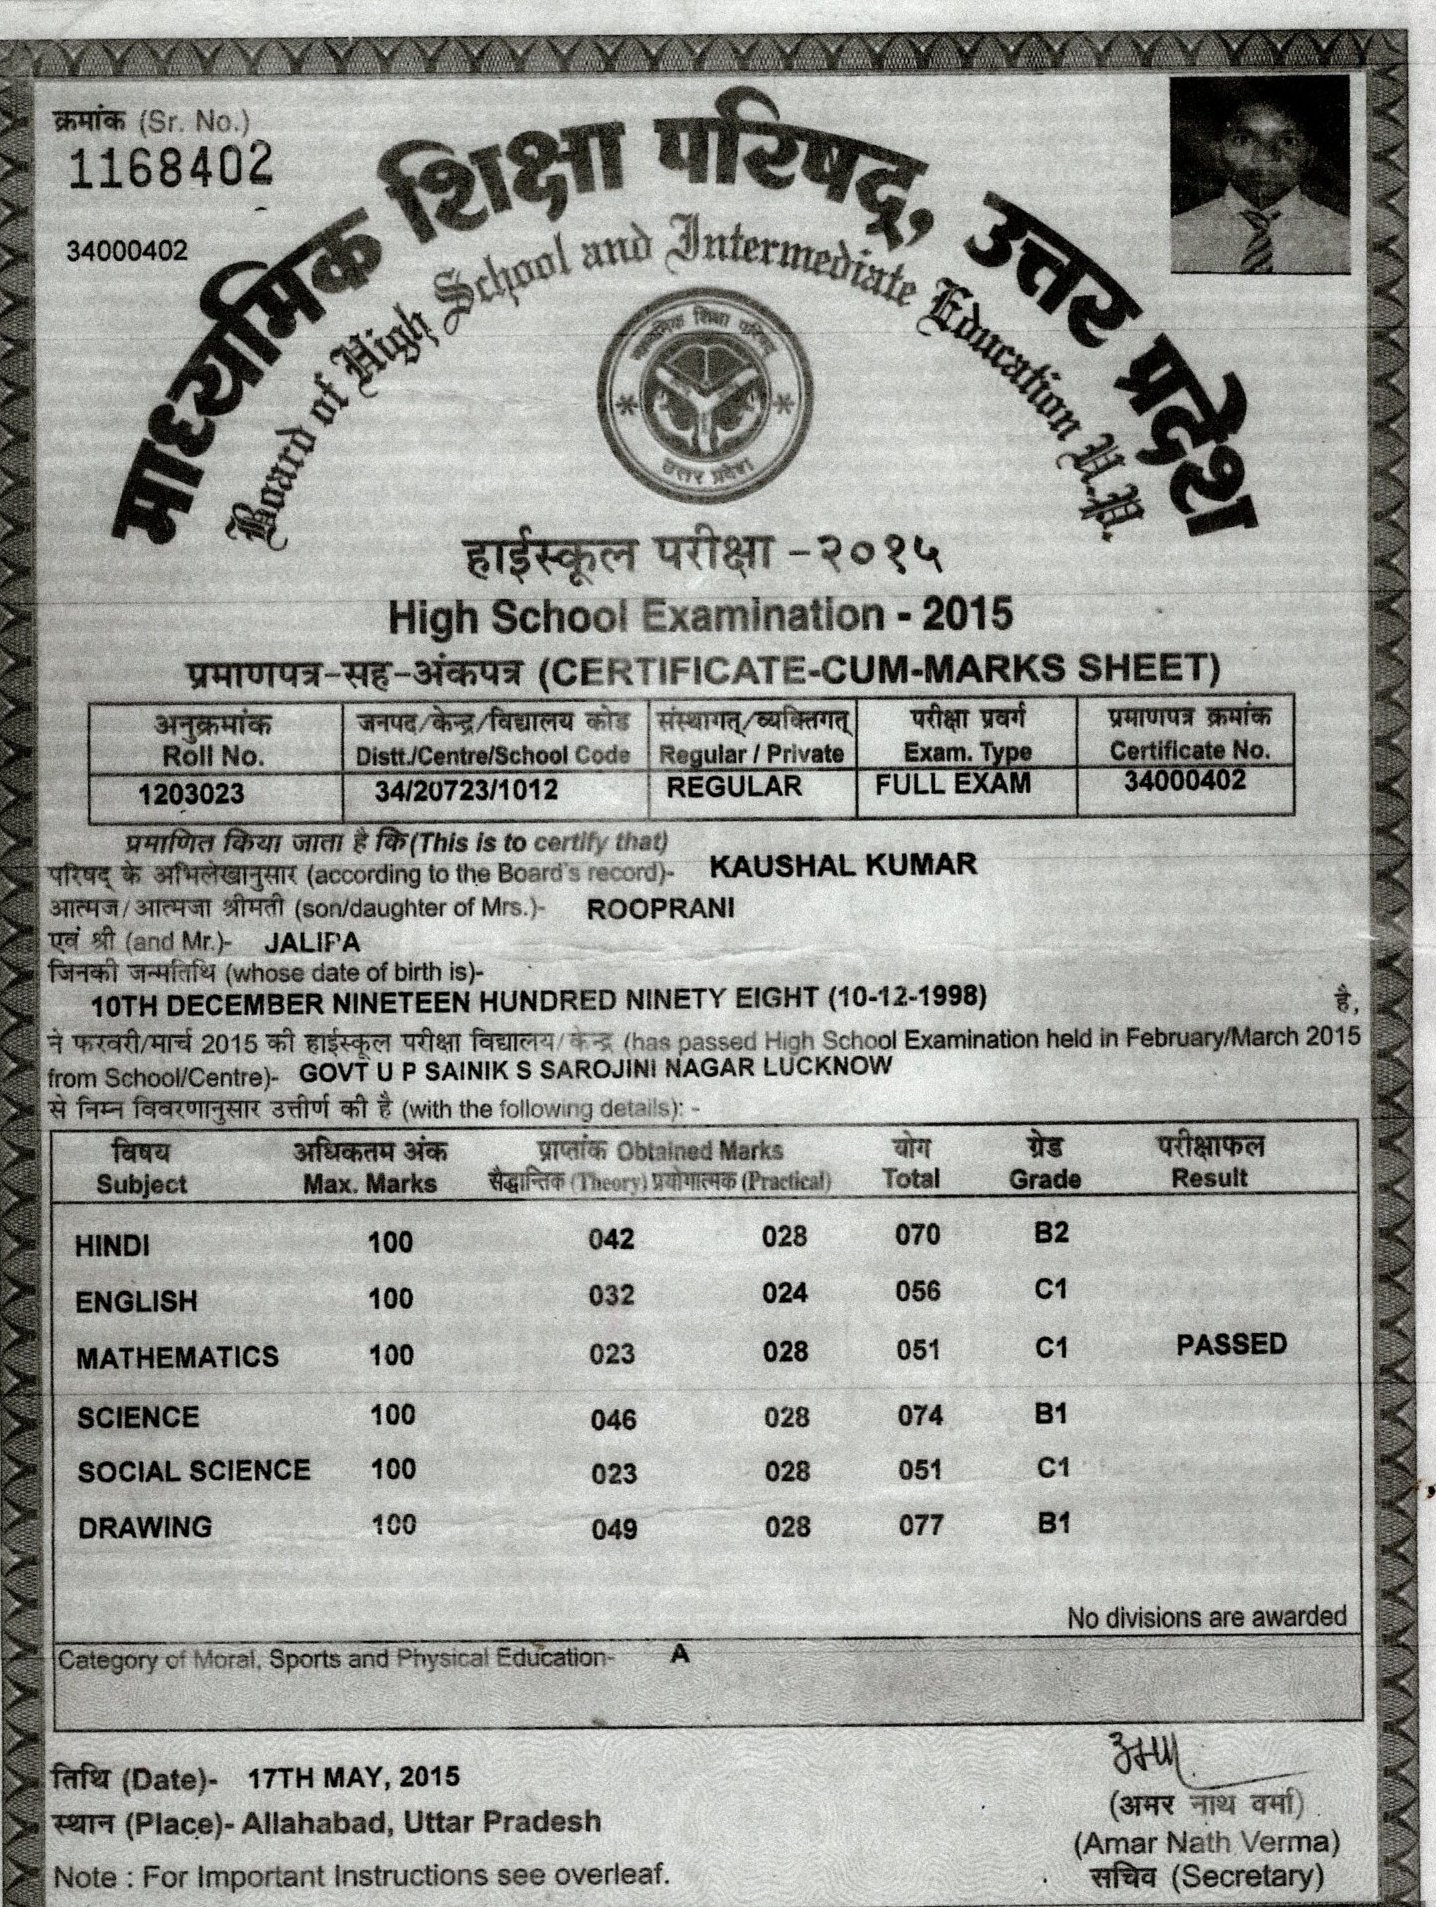 क्रमांक (Sr. No.)
1168402
34000402
माध्यमिक शिक्षा परिषद्, उत्तर प्रदेश
Board of High School and Intermediate Education U.P.
माध्यमिक शिक्षा परिषद्
उत्तर प्रदेश
हाईस्कूल परीक्षा -२०१५
High School Examination - 2015
प्रमाणपत्र-सह-अंकपत्र (CERTIFICATE-CUM-MARKS SHEET)
अनुक्रमांक जनपद/केन्द्र/विद्यालय कोड संस्थागत्/व्यक्तिगत् परीक्षा प्रवर्ग प्रमाणपत्र क्रमांक
Roll No. Distt./Centre/School Code Regular / Private Exam. Type Certificate No.
1203023 34/20723/1012 REGULAR FULL EXAM 34000402
प्रमाणित किया जाता है कि (This is to certify that)
परिषद् के अभिलेखानुसार (according to the Board's record)- KAUSHAL KUMAR
आत्मज/आत्मजा श्रीमती (son/daughter of Mrs.)- ROOPRANI
एवं श्री (and Mr.)- JALIPA
जिनकी जन्मतिथि (whose date of birth is)-
10TH DECEMBER NINETEEN HUNDRED NINETY EIGHT (10-12-1998) है,
ने फरवरी/मार्च 2015 की हाईस्कूल परीक्षा विद्यालय/केन्द्र (has passed High School Examination held in February/March 2015
from School/Centre)- GOVT U P SAINIK S SAROJINI NAGAR LUCKNOW
से निम्न विवरणानुसार उत्तीर्ण की है (with the following details): -
विषय अधिकतम अंक प्राप्तांक Obtained Marks योग ग्रेड परीक्षाफल
Subject Max. Marks सैद्धान्तिक (Theory) प्रयोगात्मक (Practical) Total Grade Result
HINDI 100 042 028 070 B2
ENGLISH 100 032 024 056 C1
MATHEMATICS 100 023 028 051 C1 PASSED
SCIENCE 100 046 028 074 B1
SOCIAL SCIENCE 100 023 028 051 C1
DRAWING 100 049 028 077 B1
No divisions are awarded
Category of Moral, Sports and Physical Education- A
तिथि (Date)- 17TH MAY, 2015
स्थान (Place)- Allahabad, Uttar Pradesh
(अमर नाथ वर्मा)
(Amar Nath Verma)
सचिव (Secretary)
Note : For Important Instructions see overleaf.